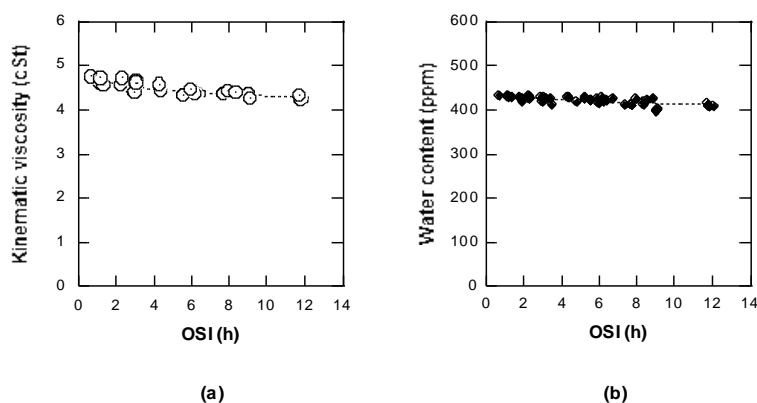 Kinematic viscosity (cSt)
6
5
4
3
2
1
0
0 2 4 6 8 10 12 14
OSI (h)
(a)
Water content (ppm)
600
500
400
300
200
100
0
0 2 4 6 8 10 12 14
OSI (h)
(b)